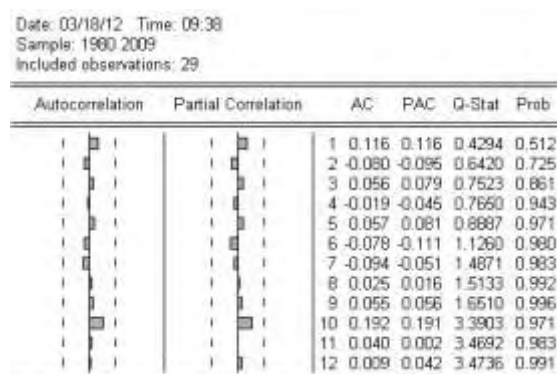 Date: 03/18/12 Time: 09:38
Sample: 1980 2009
Included observations: 29
Autocorrelation Partial Correlation AC PAC Q-Stat Prob
1 0.116 0.116 0.4294 0.512
2 -0.080 -0.095 0.6420 0.725
3 0.056 0.079 0.7523 0.861
4 -0.019 -0.045 0.7650 0.943
5 0.057 0.081 0.8887 0.971
6 -0.078 -0.111 1.1260 0.980
7 -0.094 -0.051 1.4871 0.983
8 0.025 0.016 1.5133 0.992
9 0.055 0.056 1.6510 0.996
10 0.192 0.191 3.3903 0.971
11 0.040 0.002 3.4692 0.983
12 0.009 0.042 3.4736 0.991